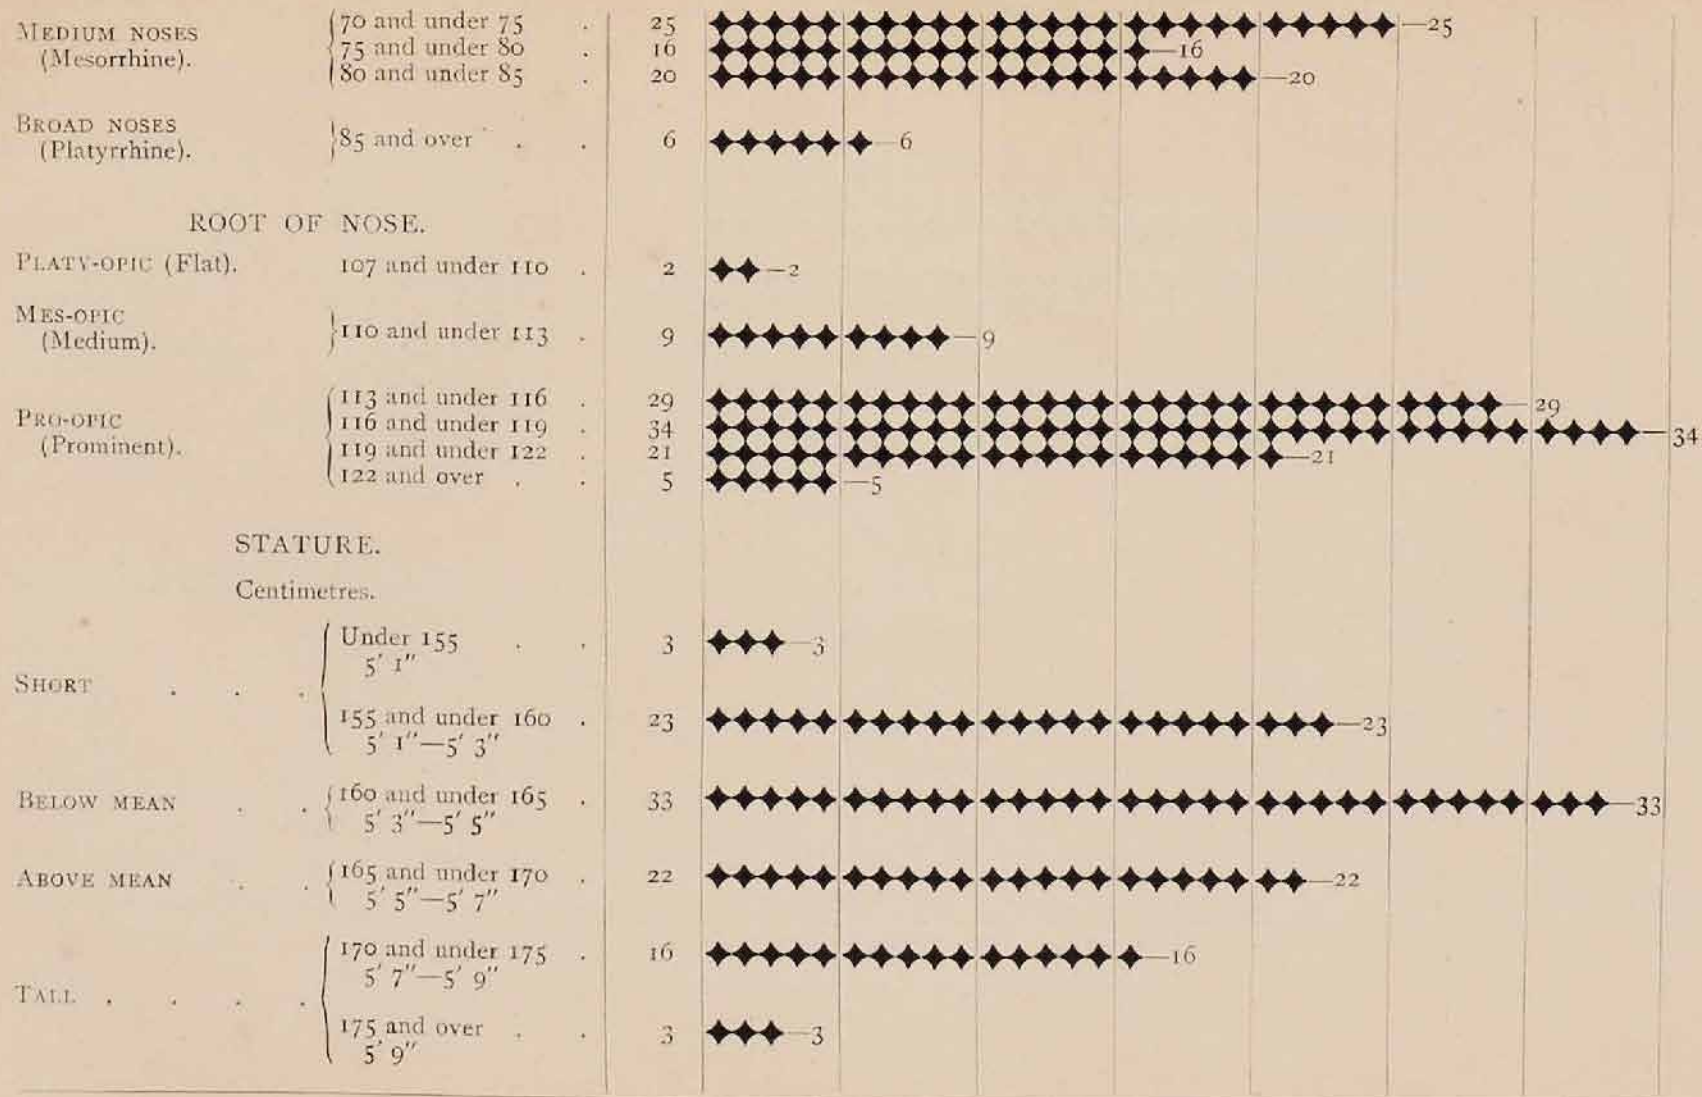 MEDIUM NOSES 70 and under 75 . 25 —25
(Mesorrhine). 75 and under 80 . 16 —16
80 and under 85 . 20 —20
BROAD NOSES
(Platyrrhine). 85 and over . . 6 —6
ROOT OF NOSE.
PLATY-OPIC (Flat). 107 and under 110 . 2 —2
MES-OPIC
(Medium). 110 and under 113 . 9 —9
113 and under 116 . 29 —29
PRO-OPIC 116 and under 119 . 34 —34
(Prominent). 119 and under 122 . 21 —21
122 and over . . 5 —5
STATURE.
Centimetres.
Under 155 . . 3 —3
5′ 1″
SHORT . . .
155 and under 160 . 23 —23
5′ 1″—5′ 3″
BELOW MEAN . . 160 and under 165 . 33 —33
5′ 3″—5′ 5″
ABOVE MEAN . . 165 and under 170 . 22 —22
5′ 5″—5′ 7″
170 and under 175 . 16 —16
5′ 7″—5′ 9″
TALL . . . .
175 and over . . 3 —3
5′ 9″